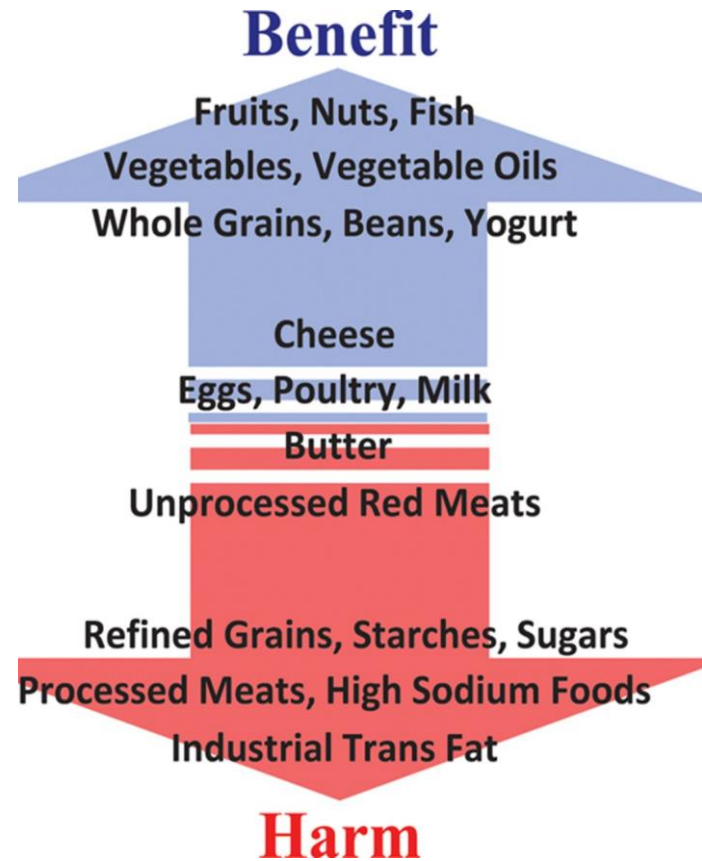 Benefit
Fruits, Nuts, Fish
Vegetables, Vegetable Oils
Whole Grains, Beans, Yogurt
Cheese
Eggs, Poultry, Milk
Butter
Unprocessed Red Meats
Refined Grains, Starches, Sugars
Processed Meats, High Sodium Foods
Industrial Trans Fat
Harm